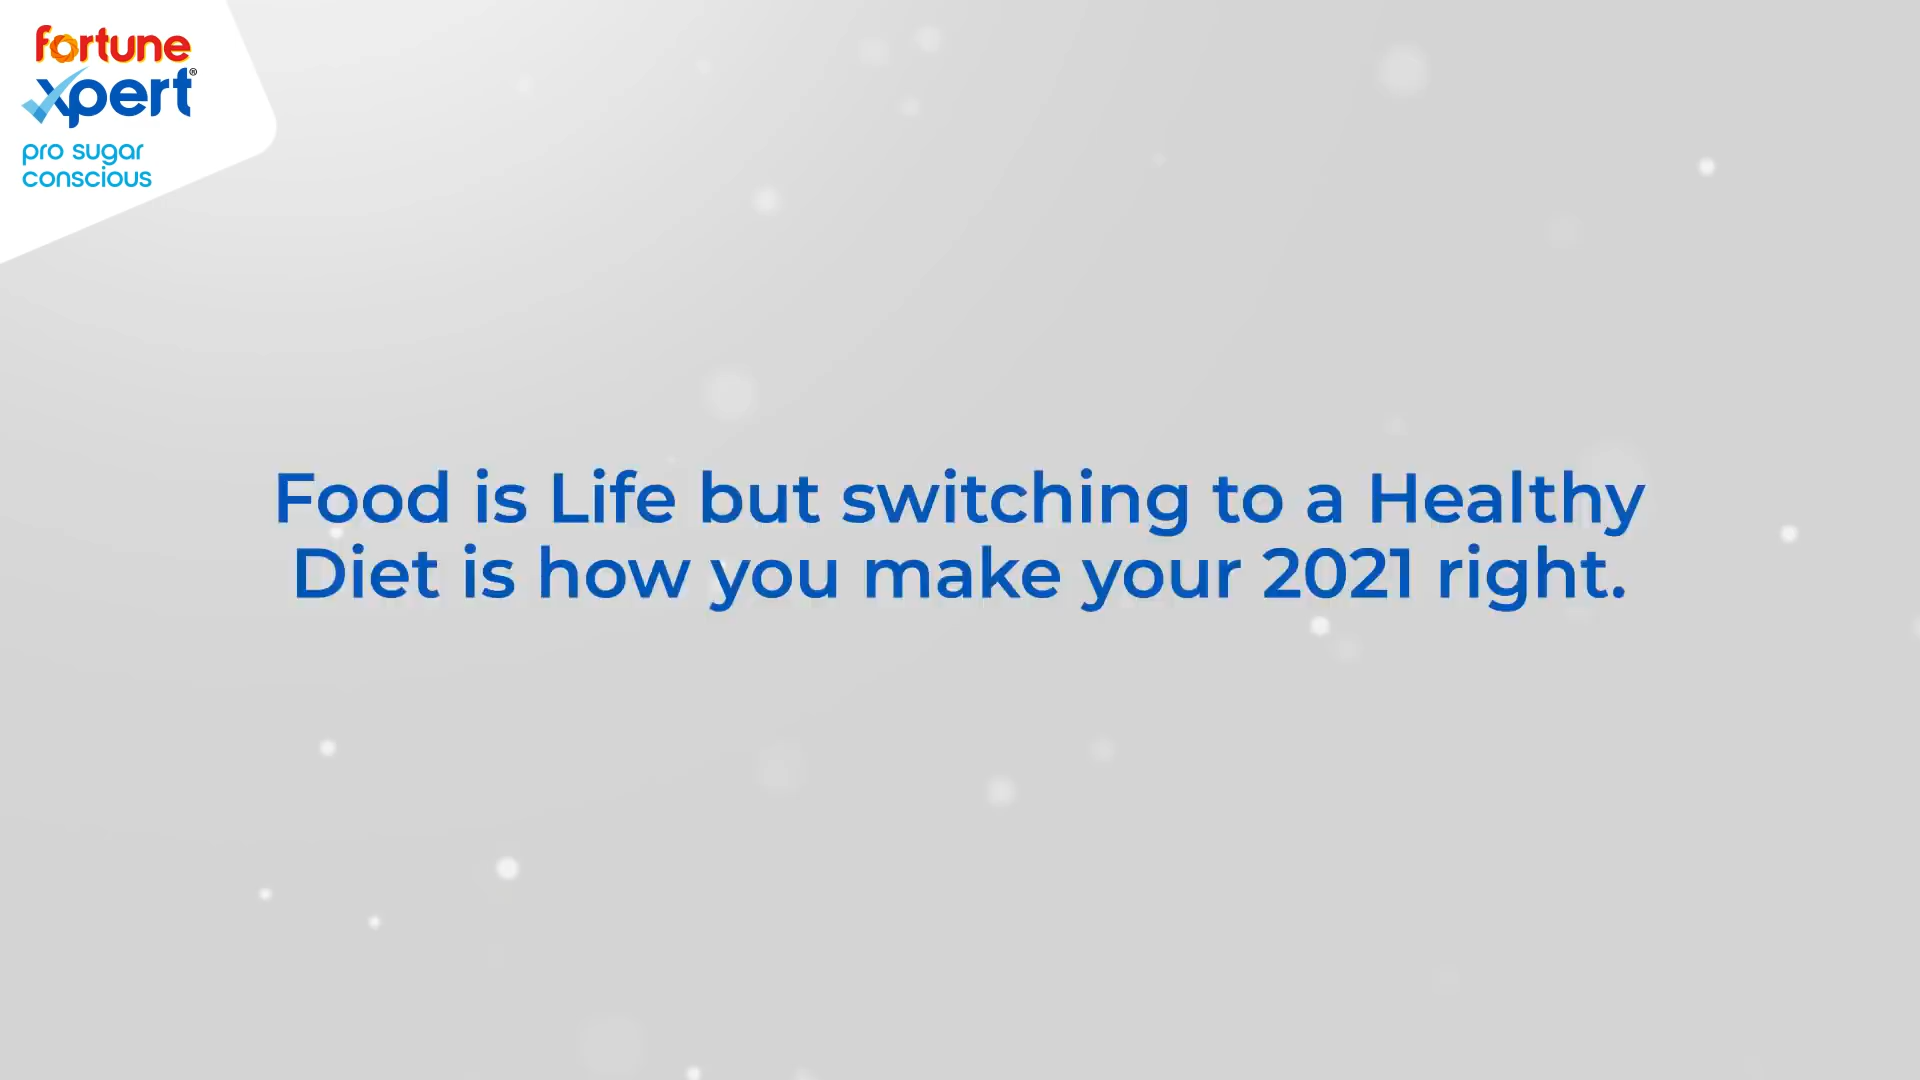 fortune
xpert®
pro sugar
conscious
Food is Life but switching to a Healthy
Diet is how you make your 2021 right.